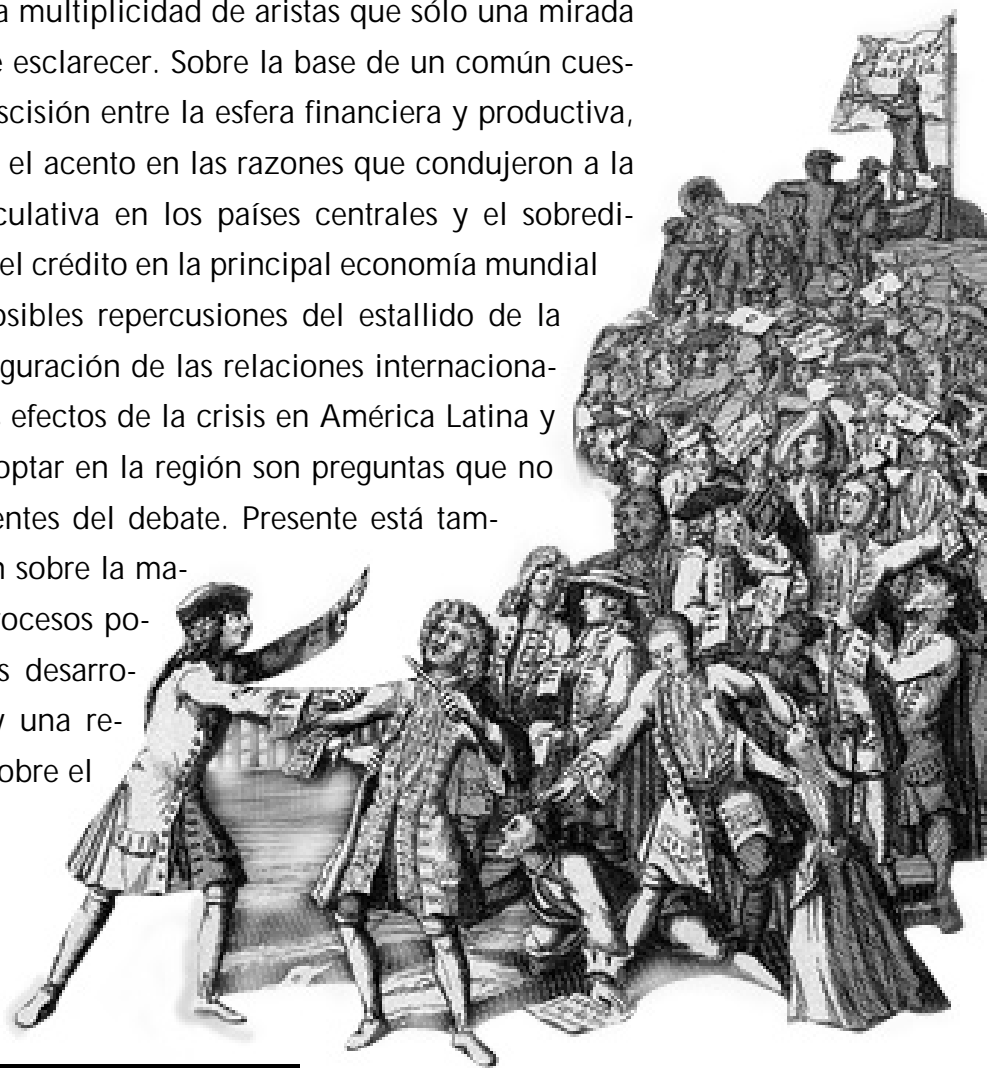 a multiplicidad de aristas que sólo una mirada
e esclarecer. Sobre la base de un común cues-
scisión entre la esfera financiera y productiva,
el acento en las razones que condujeron a la
culativa en los países centrales y el sobredi-
el crédito en la principal economía mundial
osibles repercusiones del estallido de la
guración de las relaciones internaciona-
s efectos de la crisis en América Latina y
optar en la región son preguntas que no
entes del debate. Presente está tam-
n sobre la ma-
rocesos po-
s desarro-
y una re-
obre el